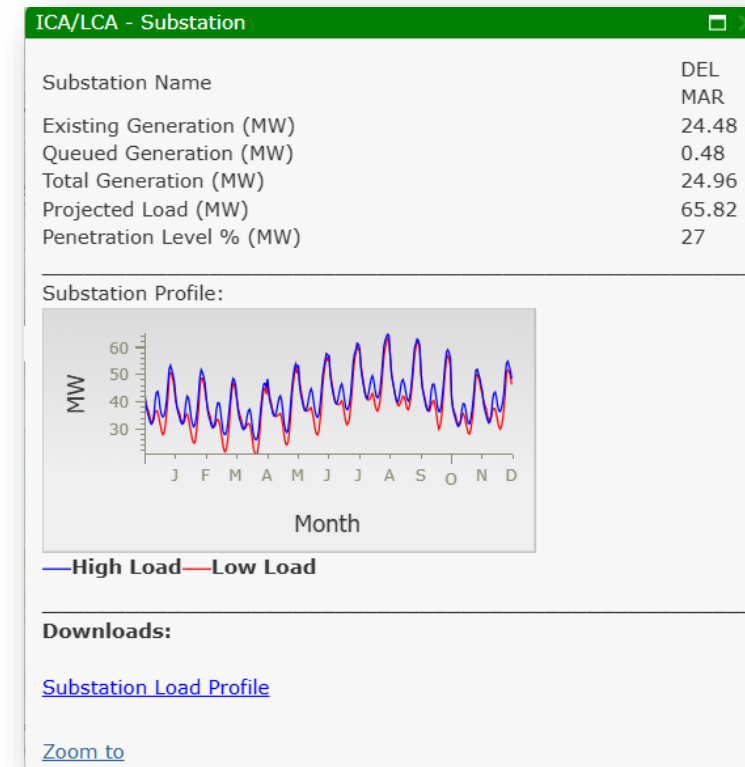 ICA/LCA - Substation
Substation Name DEL MAR
Existing Generation (MW) 24.48
Queued Generation (MW) 0.48
Total Generation (MW) 24.96
Projected Load (MW) 65.82
Penetration Level % (MW) 27
Substation Profile:
MW
60
50
40
30
J F M A M J J A S O N D
Month
High Load Low Load
Downloads:
Substation Load Profile
Zoom to